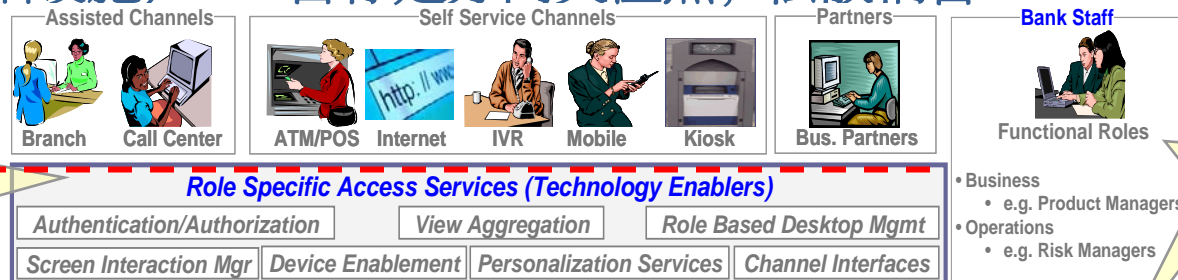 Assisted Channels
Self Service Channels
Partners
Bank Staff
http://www
Branch
Call Center
ATM/POS
Internet
IVR
Mobile
Kiosk
Bus. Partners
Functional Roles
Role Specific Access Services (Technology Enablers)
Authentication/Authorization
View Aggregation
Role Based Desktop Mgmt
Screen Interaction Mgr
Device Enablement
Personalization Services
Channel Interfaces
• Business
• e.g. Product Managers
• Operations
• e.g. Risk Managers